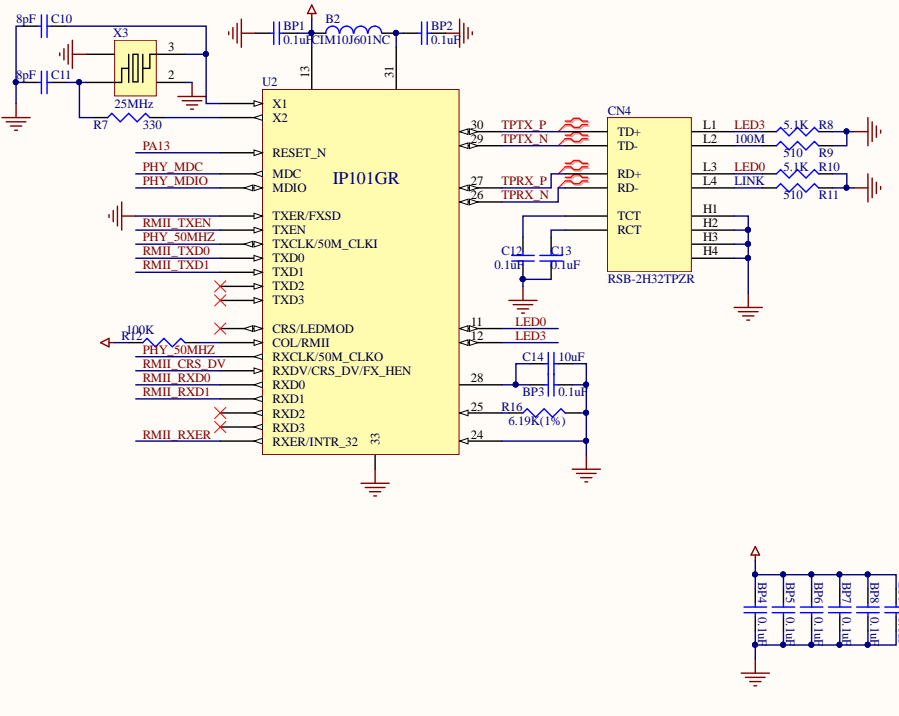 8pF C10
X3
3
8pF C11
2
25MHz
R7 330
BP1
0.1uF
B2
CIM10J601NC
BP2
0.1uF
13
31
U2
X1
X2
PA13
RESET_N
PHY_MDC
MDC
PHY_MDIO
MDIO
IP101GR
TXER/FXSD
RMII_TXEN
TXEN
PHY_50MHZ
TXCLK/50M_CLKI
RMII_TXD0
TXD0
RMII_TXD1
TXD1
TXD2
TXD3
CRS/LEDMOD
100K
R12
COL/RMII
PHY_50MHZ
RXCLK/50M_CLKO
RMII_CRS_DV
RXDV/CRS_DV/FX_HEN
RMII_RXD0
RXD0
RMII_RXD1
RXD1
RXD2
RXD3
RMII_RXER
RXER/INTR_32
33
30 TPTX_P
29 TPTX_N
27 TPRX_P
26 TPRX_N
CN4
TD+
TD-
RD+
RD-
TCT
RCT
RSB-2H32TPZR
L1 LED3 5.1K R8
L2 100M 510 R9
L3 LED0 5.1K R10
L4 LINK 510 R11
H1
H2
H3
H4
C12
0.1uF
C13
0.1uF
11 LED0
12 LED3
C14 10uF
28
BP3 0.1uF
25 R16
6.19K(1%)
24
BP4 0.1uF
BP5 0.1uF
BP6 0.1uF
BP7 0.1uF
BP8 0.1uF